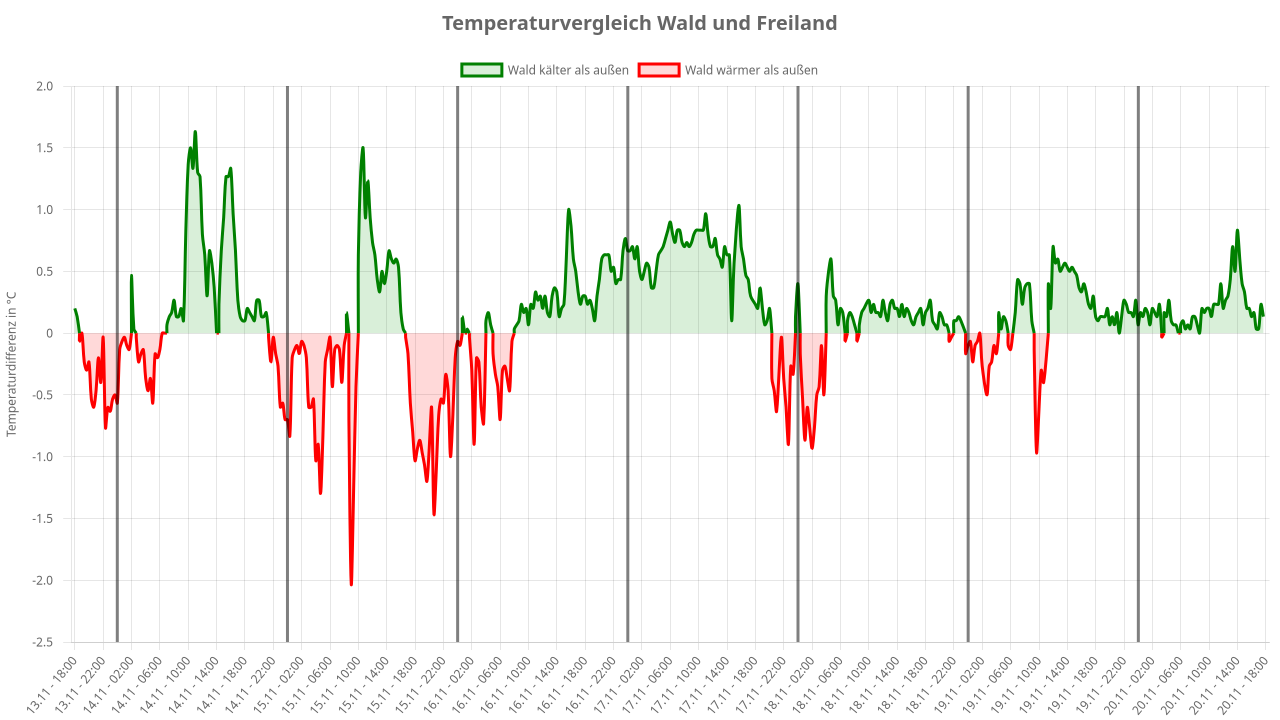 Temperaturvergleich Wald und Freiland
Wald kälter als außen
Wald wärmer als außen
Temperaturdifferenz in °C
2.0
1.5
1.0
0.5
0
-0.5
-1.0
-1.5
-2.0
-2.5
13.11 - 18:00
13.11 - 22:00
14.11 - 02:00
14.11 - 06:00
14.11 - 10:00
14.11 - 14:00
14.11 - 18:00
14.11 - 22:00
15.11 - 02:00
15.11 - 06:00
15.11 - 10:00
15.11 - 14:00
15.11 - 18:00
15.11 - 22:00
16.11 - 02:00
16.11 - 06:00
16.11 - 10:00
16.11 - 14:00
16.11 - 18:00
16.11 - 22:00
17.11 - 02:00
17.11 - 06:00
17.11 - 10:00
17.11 - 14:00
17.11 - 18:00
17.11 - 22:00
18.11 - 02:00
18.11 - 06:00
18.11 - 10:00
18.11 - 14:00
18.11 - 18:00
18.11 - 22:00
19.11 - 02:00
19.11 - 06:00
19.11 - 10:00
19.11 - 14:00
19.11 - 18:00
19.11 - 22:00
20.11 - 02:00
20.11 - 06:00
20.11 - 10:00
20.11 - 14:00
20.11 - 18:00